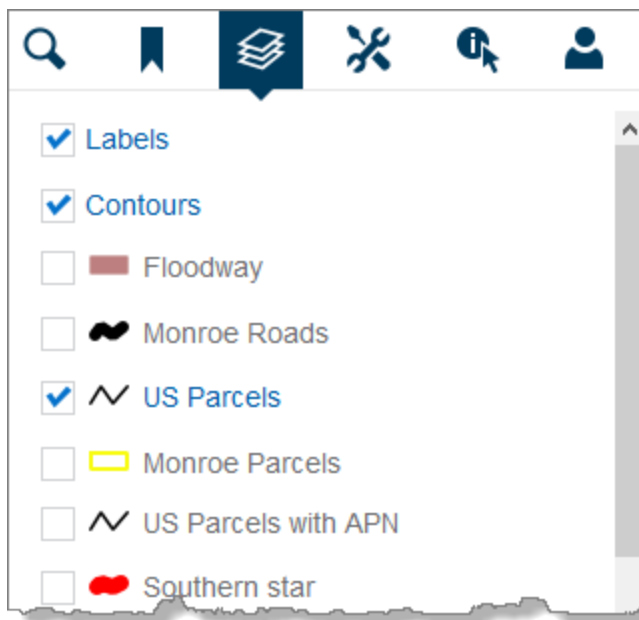 Labels
Contours
Floodway
Monroe Roads
US Parcels
Monroe Parcels
US Parcels with APN
Southern star